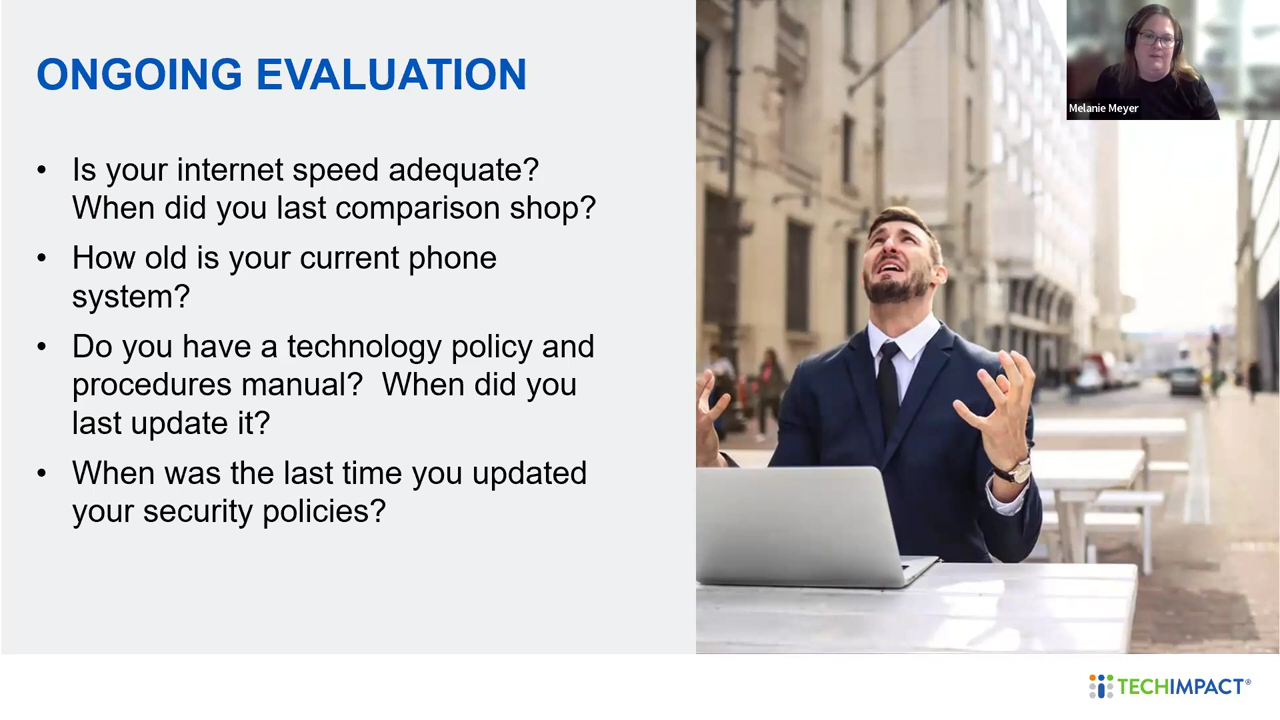 ONGOING EVALUATION
• Is your internet speed adequate?
When did you last comparison shop?
• How old is your current phone
system?
• Do you have a technology policy and
procedures manual?  When did you
last update it?
• When was the last time you updated
your security policies?
Melanie Meyer
TECHIMPACT®